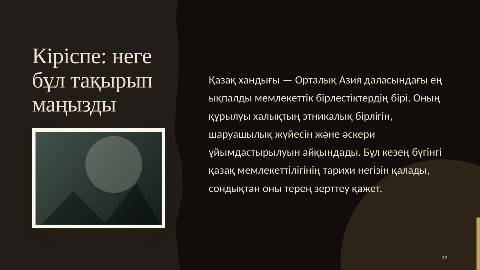 Кіріспе: неге
бұл тақырып
маңызды
Қазақ хандығы — Орталық Азия даласындағы ең
ықпалды мемлекеттік бірлестіктердің бірі. Оның
құрылуы халықтың этникалық бірлігін,
шаруашылық жүйесін және әскери
ұйымдастырылуын айқындады. Бұл кезең бүгінгі
қазақ мемлекеттілігінің тарихи негізін қалады,
сондықтан оны терең зерттеу қажет.